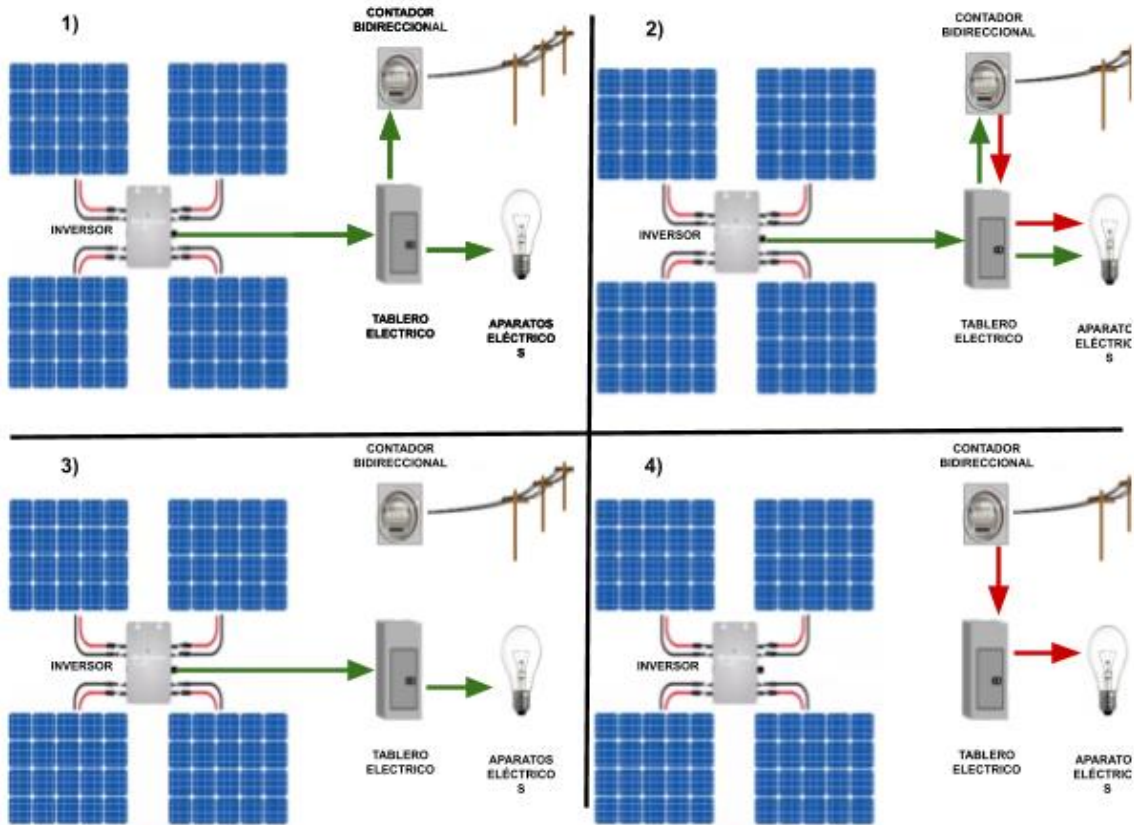 1)
CONTADOR
BIDIRECCIONAL
INVERSOR
TABLERO
ELECTRICO
APARATOS
ELÉCTRICO
S
2)
CONTADOR
BIDIRECCIONAL
INVERSOR
TABLERO
ELECTRICO
APARATO
ELÉCTRIC
S
3)
CONTADOR
BIDIRECCIONAL
INVERSOR
TABLERO
ELECTRICO
APARATOS
ELÉCTRICO
S
4)
CONTADOR
BIDIRECCIONAL
INVERSOR
TABLERO
ELECTRICO
APARATO
ELÉCTRIC
S